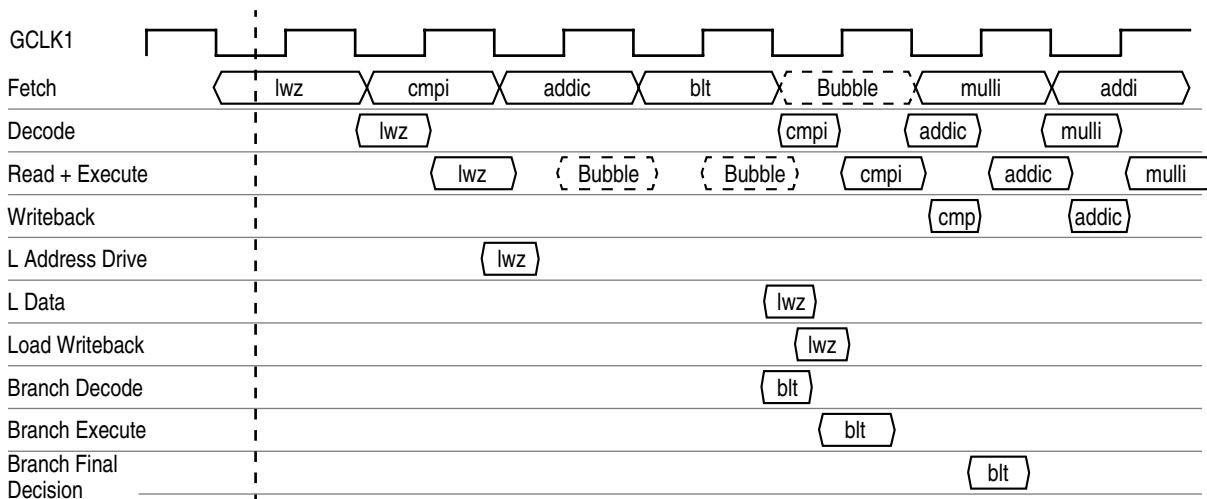 GCLK1
Fetch lwz cmpi addic blt Bubble mulli addi
Decode lwz cmpi addic mulli
Read + Execute lwz Bubble Bubble cmpi addic mulli
Writeback cmp addic
L Address Drive lwz
L Data lwz
Load Writeback lwz
Branch Decode blt
Branch Execute blt
Branch Final
Decision blt